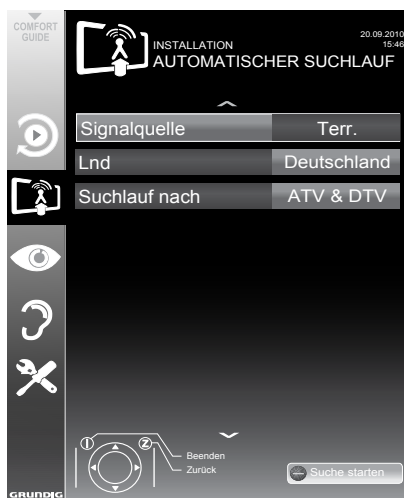 COMFORT
GUIDE
INSTALLATION
AUTOMATISCHER SUCHLAUF
20.09.2010
15:46
Signalquelle Terr.
Lnd Deutschland
Suchlauf nach ATV & DTV
Z
Beenden
Zurück
Suche starten
GRUNDIG